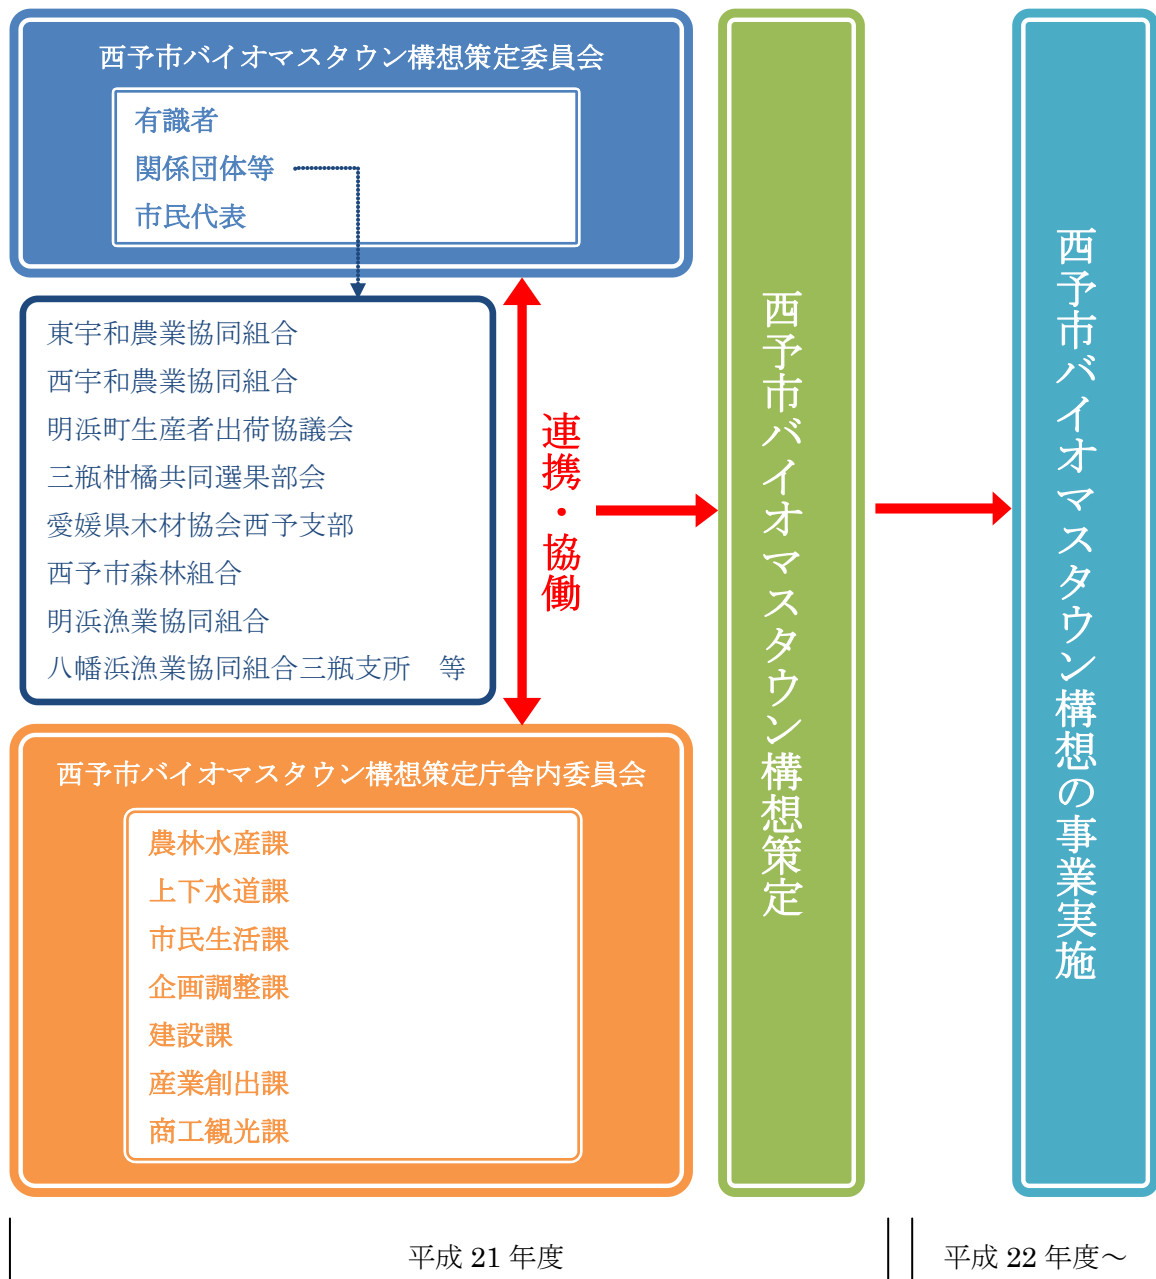 西予市バイオマスタウン構想策定委員会
有識者
関係団体等
市民代表
東宇和農業協同組合
西宇和農業協同組合
明浜町生産者出荷協議会
三瓶柑橘共同選果部会
愛媛県木材協会西予支部
西予市森林組合
明浜漁業協同組合
八幡浜漁業協同組合三瓶支所　等
連携・協働
西予市バイオマスタウン構想策定庁舎内委員会
農林水産課
上下水道課
市民生活課
企画調整課
建設課
産業創出課
商工観光課
西予市バイオマスタウン構想策定
西予市バイオマスタウン構想の事業実施
平成 21 年度
平成 22 年度～